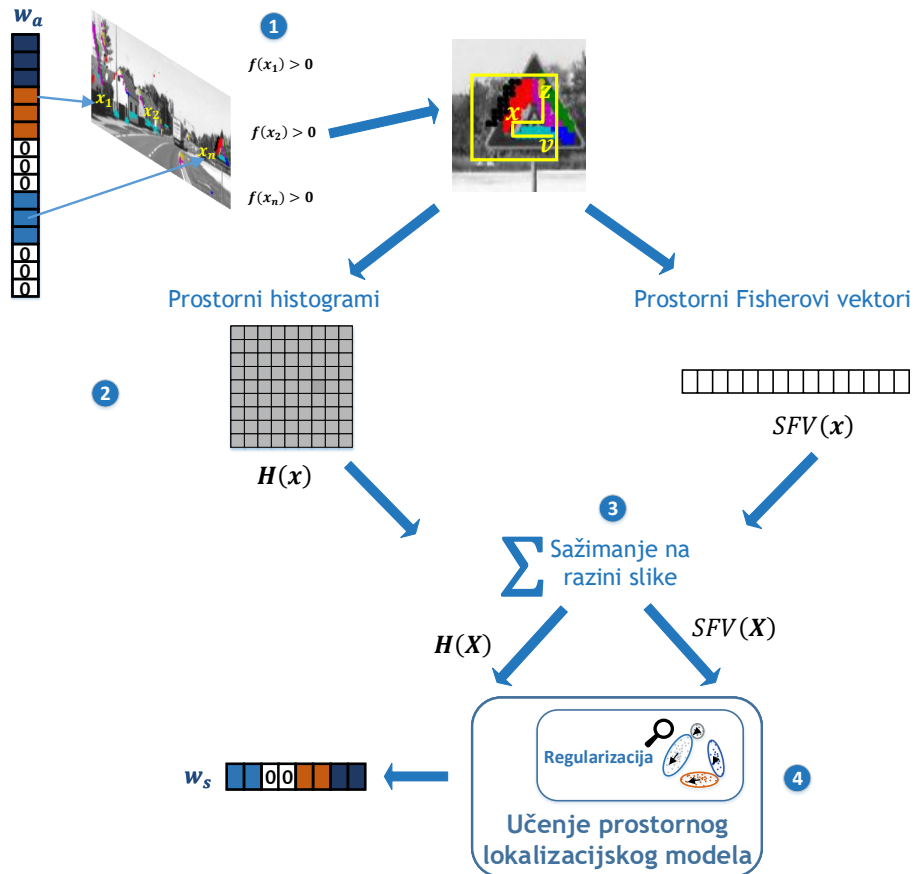 w_a
1
f(x_1) > 0
x_1
x_2
f(x_2) > 0
x_n
f(x_n) > 0
z
x
v
0
0
0
0
0
0
Prostorni histogrami
Prostorni Fisherovi vektori
2
H(x)
SFV(x)
3
∑ Sažimanje na
razini slike
H(X)
SFV(X)
Regularizacija
4
w_s
0 0
Učenje prostornog
lokalizacijskog modela